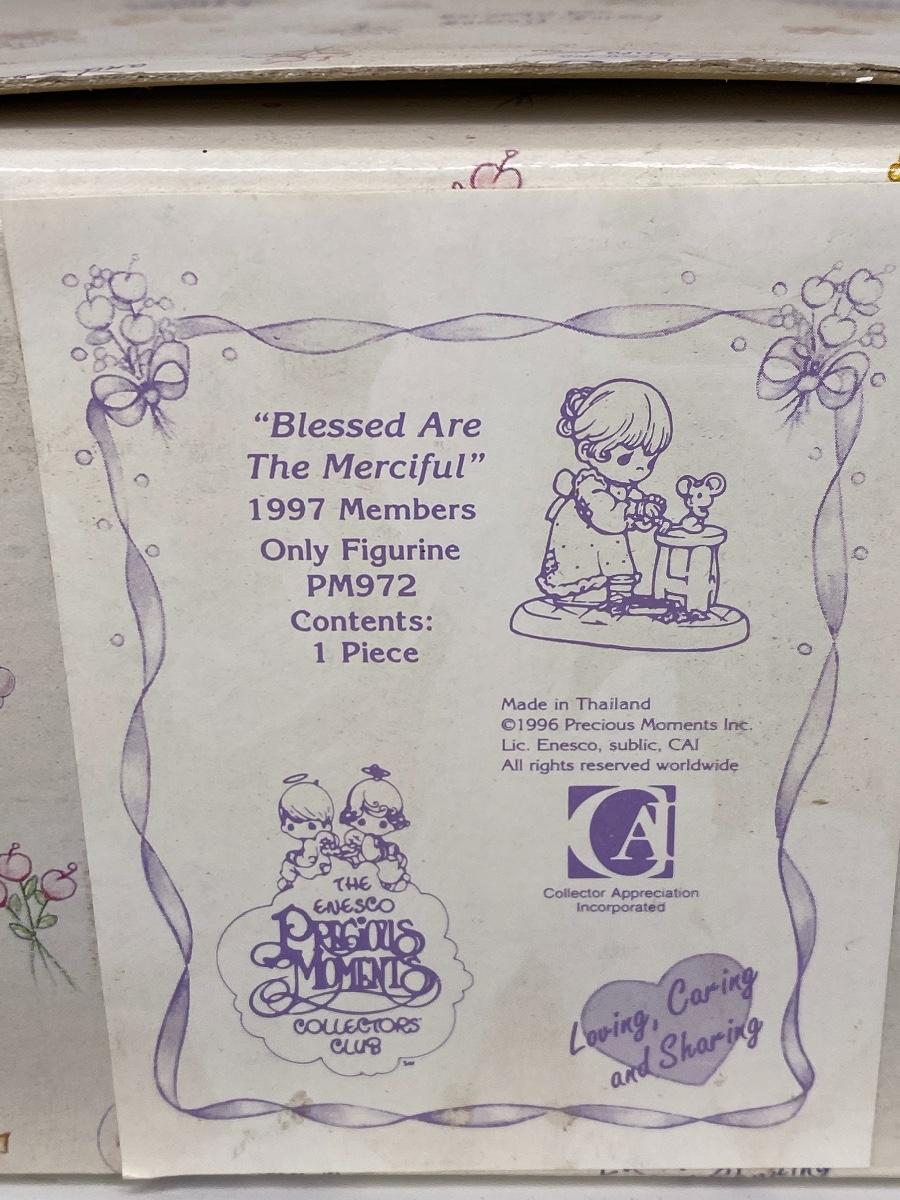 “Blessed Are
The Merciful”
1997 Members
Only Figurine
PM972
Contents:
1 Piece
Made in Thailand
©1996 Precious Moments Inc.
Lic. Enesco, sublic, CAI
All rights reserved worldwide
CAI
Collector Appreciation
Incorporated
THE
ENESCO
PRECIOUS
MOMENTS
COLLECTORS'
CLUB
Loving, Caring
and Sharing